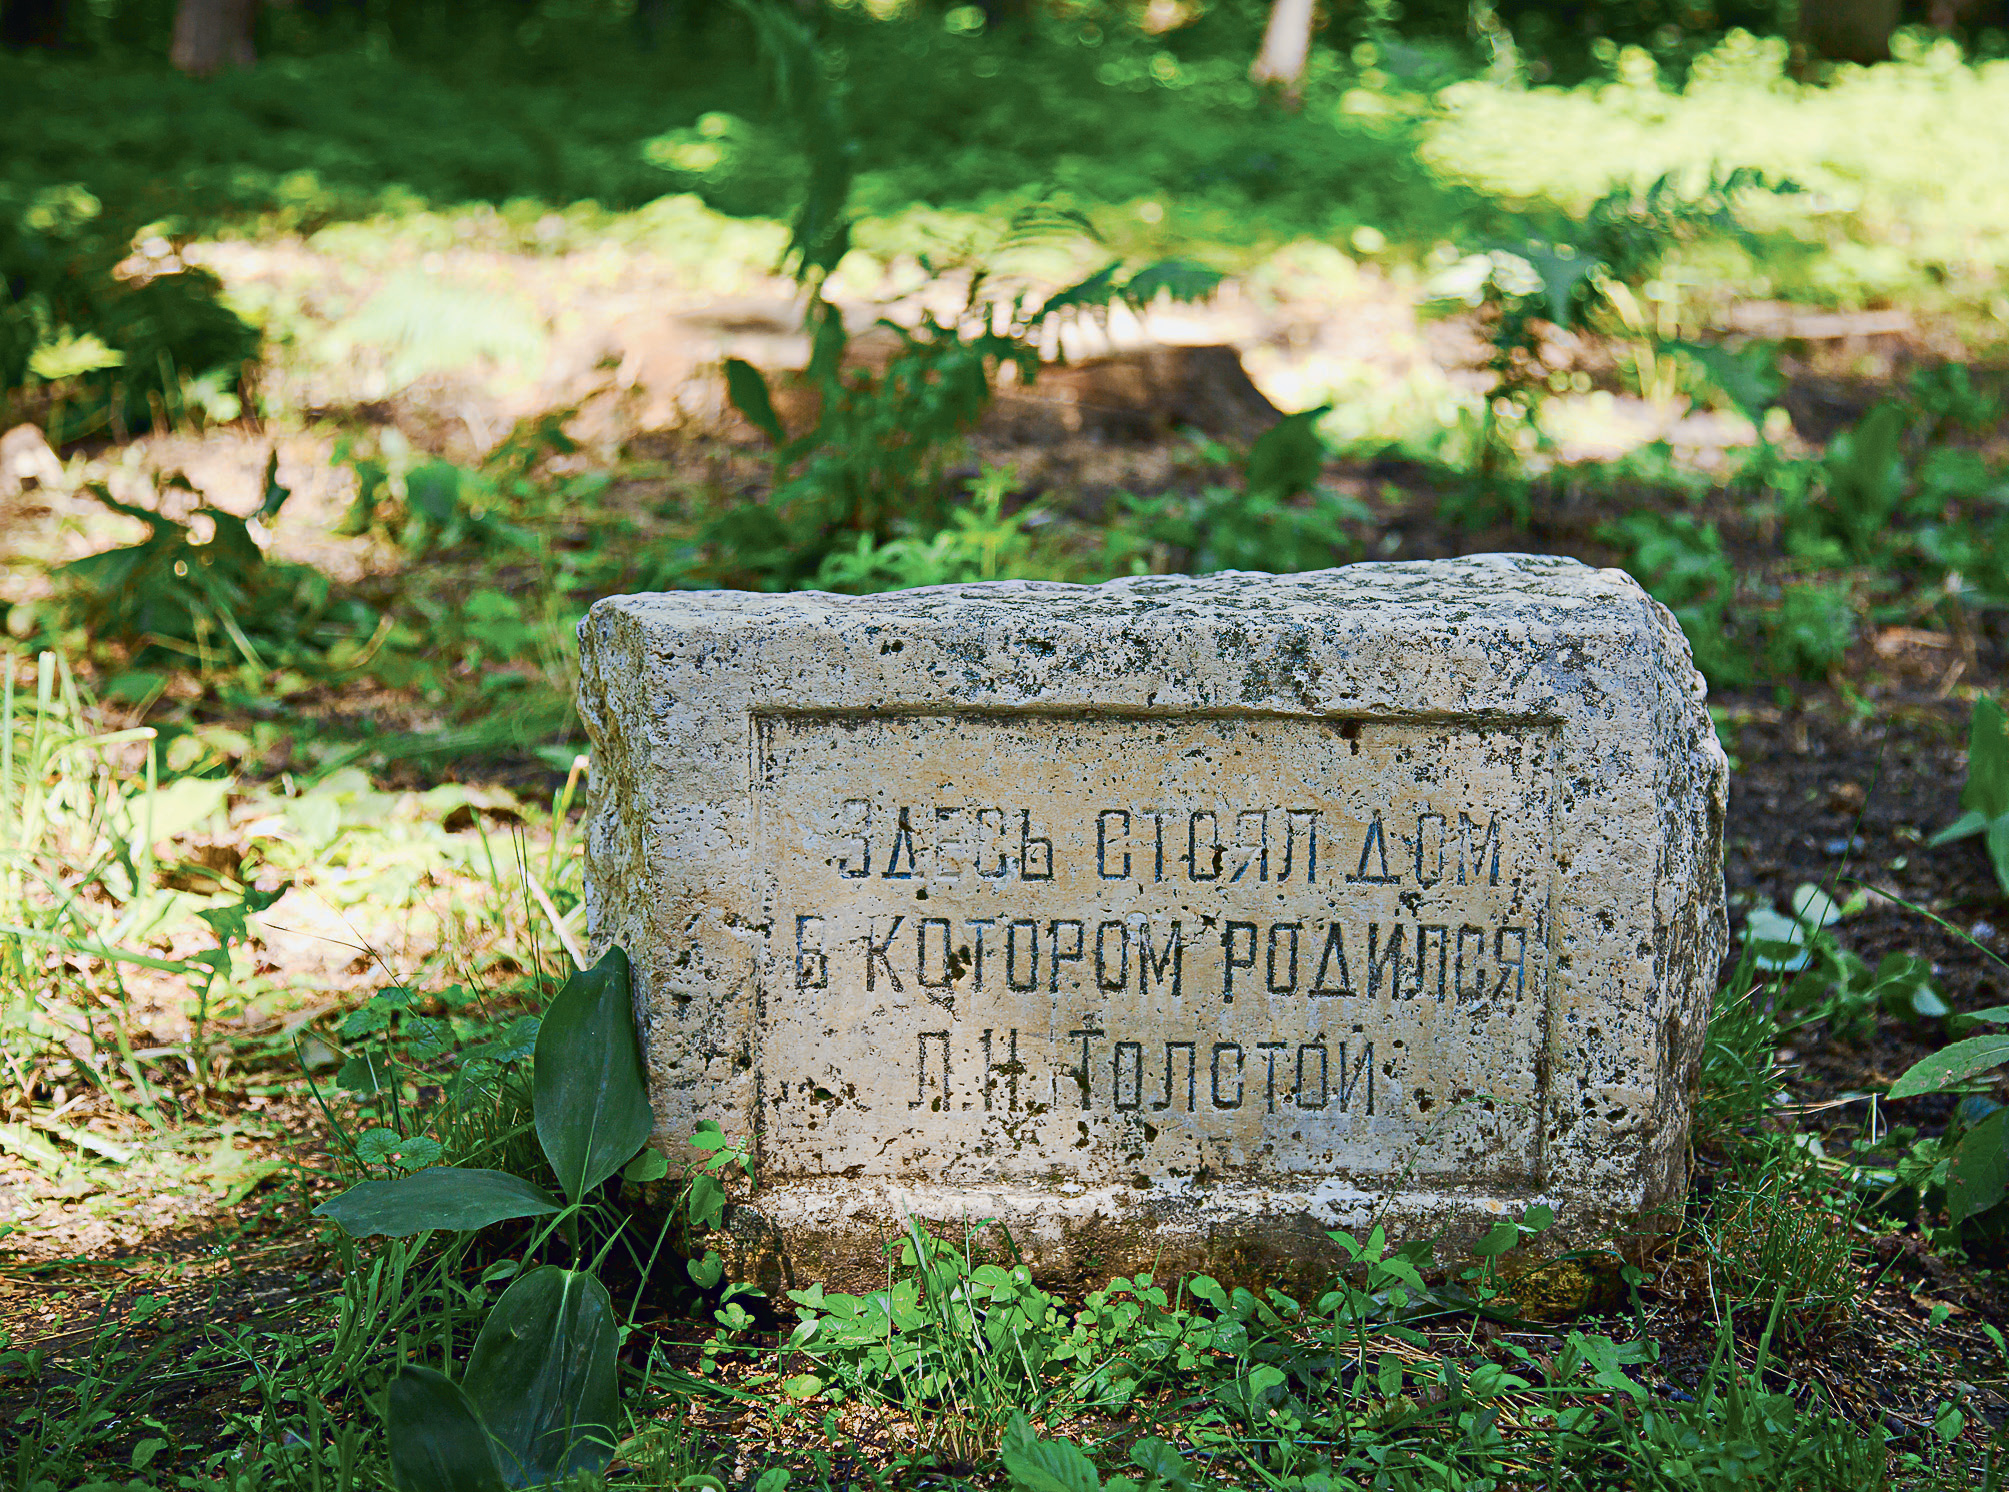 ЗДЕСЬ СТОЯЛ ДОМ,
В КОТОРОМ РОДИЛСЯ
Л.Н. ТОЛСТОЙ.